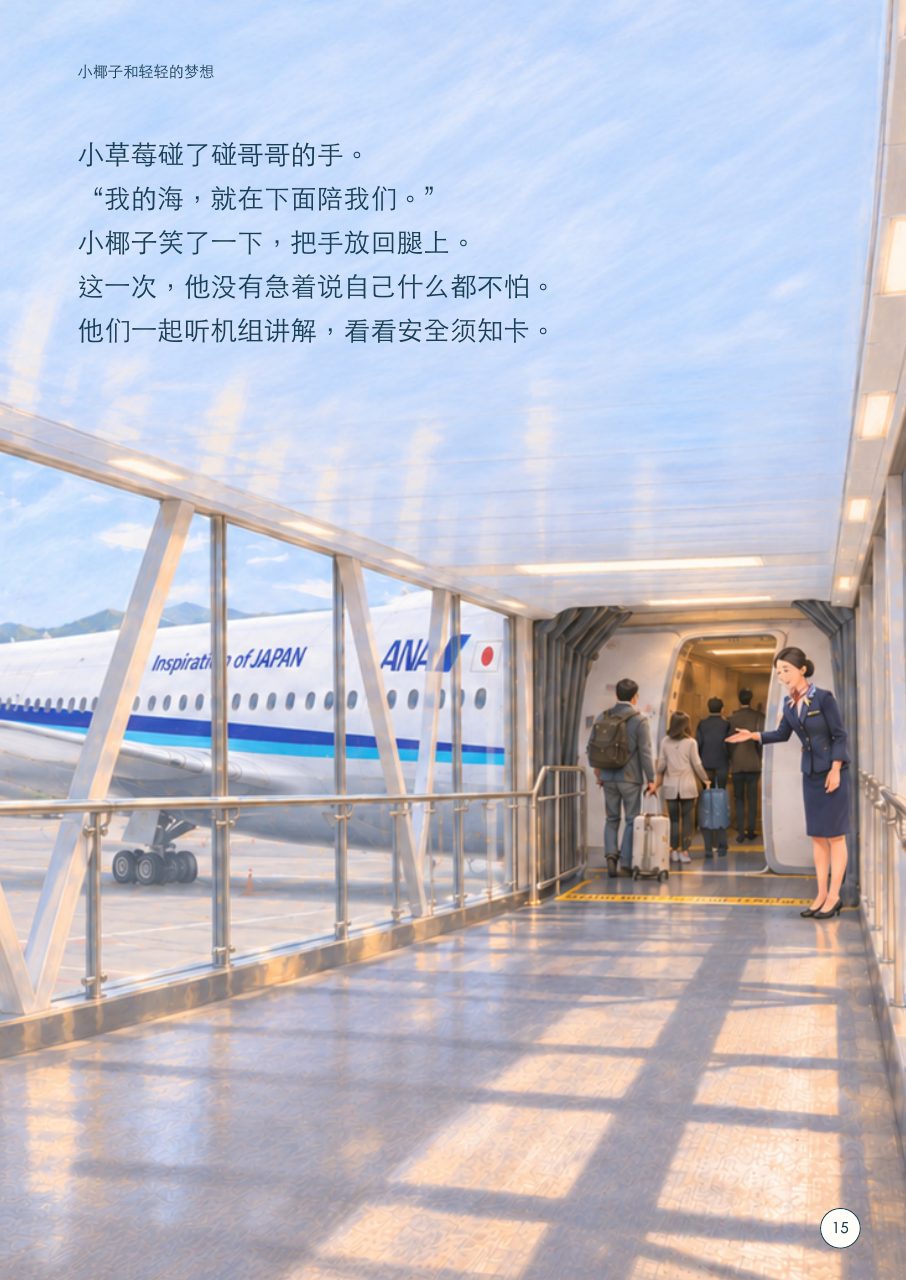 小椰子和轻轻的梦想
小草莓碰了碰哥哥的手。
“我的海，就在下面陪我们。”
小椰子笑了一下，把手放回腿上。
这一次，他没有急着说自己什么都不怕。
他们一起听机组讲解，看看安全须知卡。
Inspiration of JAPAN
ANA
15